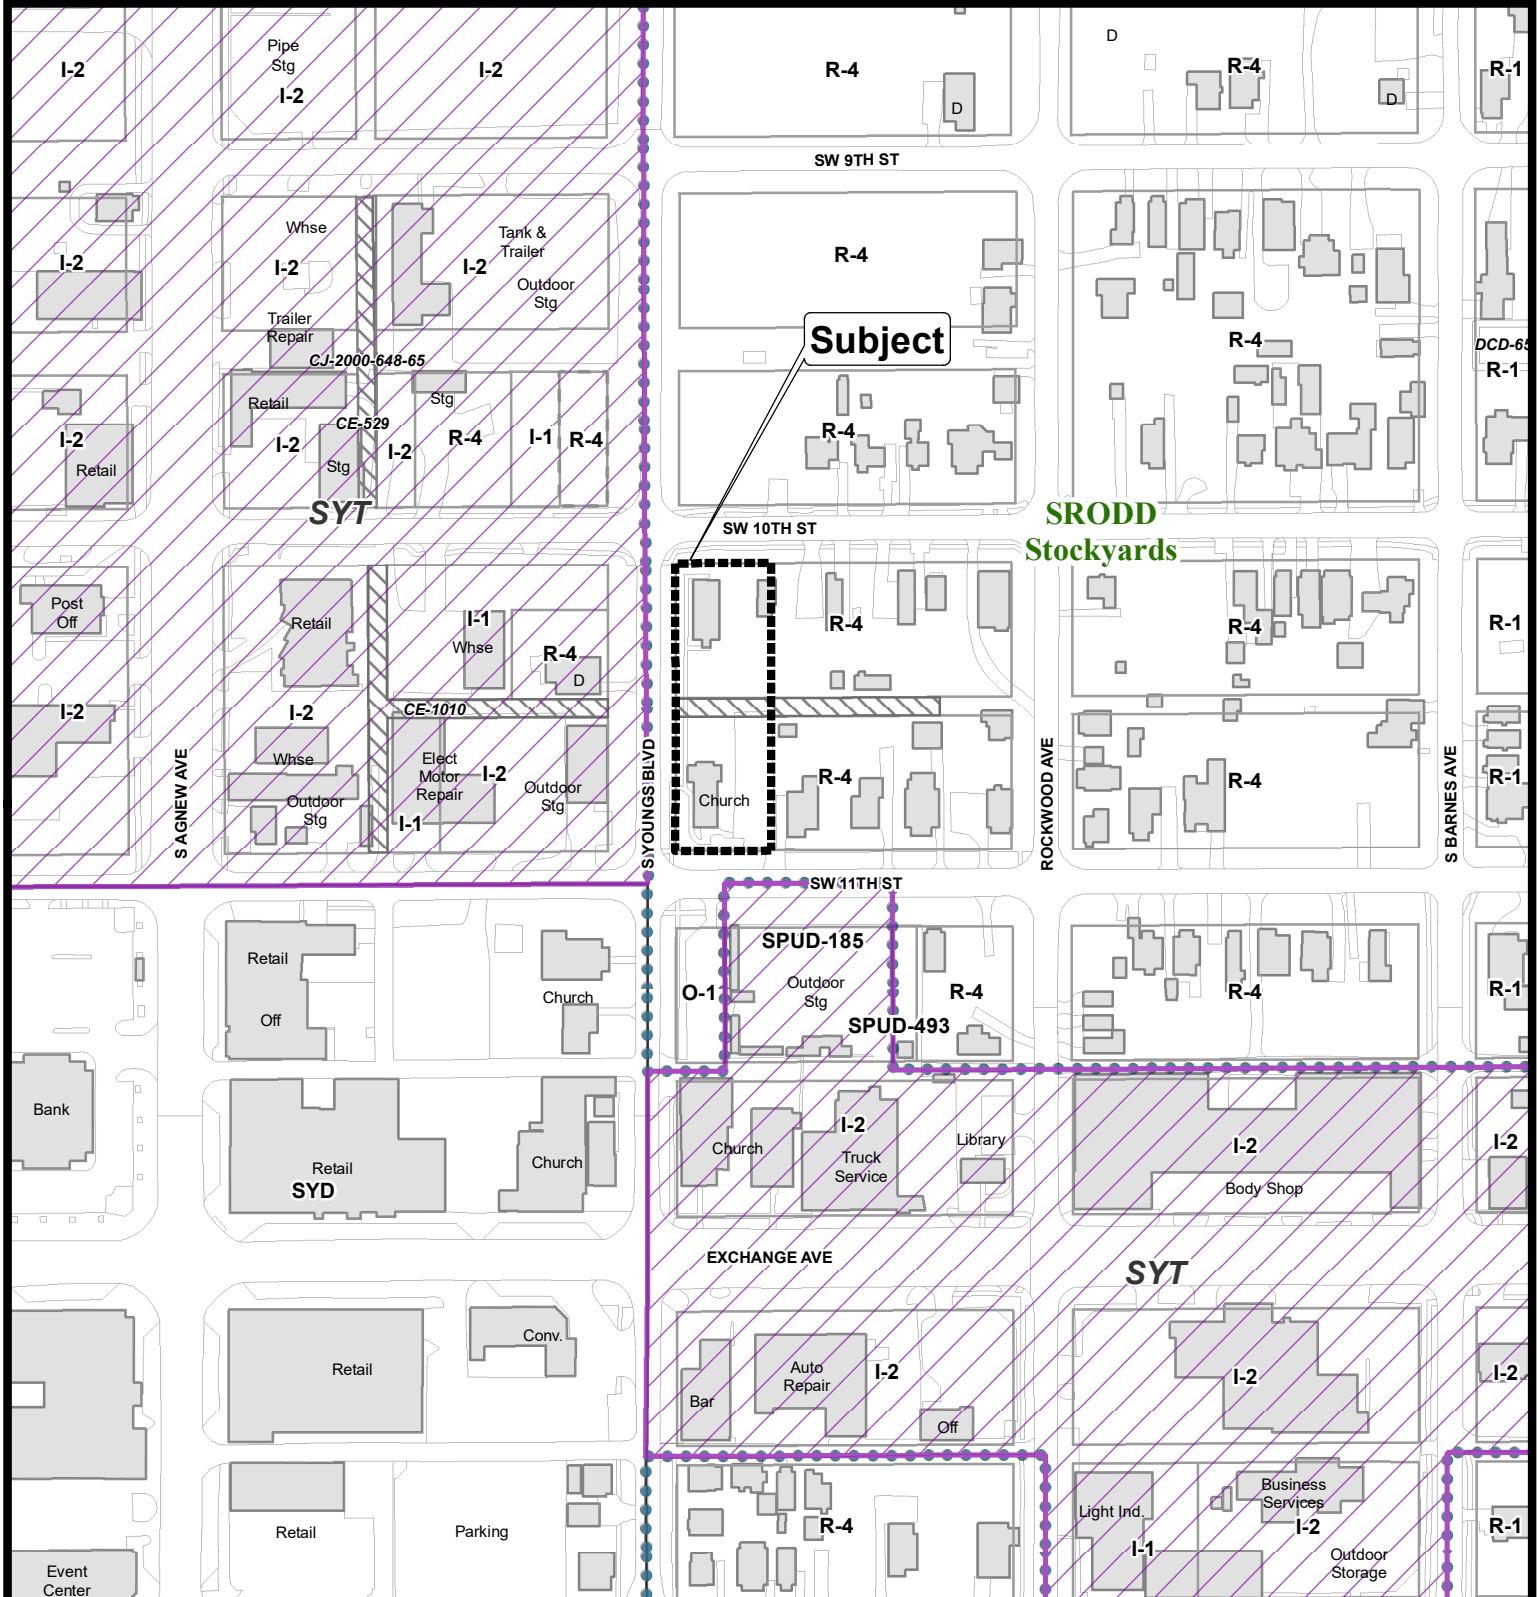 I-2
Pipe
Stg
I-2
I-2
R-4
D
D
R-4
D
R-1
SW 9TH ST
I-2
Whse
I-2
Tank &
Trailer
I-2
Outdoor
Stg
R-4
Trailer
Repair
CJ-2000-648-65
Subject
R-4
DCD-65
R-1
Retail
Stg
CE-529
I-2
Retail
I-2
Stg
I-2
R-4
I-1
R-4
R-4
SYT
SW 10TH ST
SRODD
Stockyards
Post
Off
Retail
I-1
Whse
R-4
D
R-4
R-4
R-1
I-2
I-2
CE-1010
Whse
Elect
Motor
Repair
I-2
Outdoor
Stg
Outdoor
Stg
I-1
Church
R-4
R-4
R-1
S AGNEW AVE
S YOUNGS BLVD
ROCKWOOD AVE
S BARNES AVE
SW 11TH ST
Retail
Off
Church
O-1
SPUD-185
Outdoor
Stg
SPUD-493
R-4
R-4
R-1
Bank
Retail
SYD
Church
Church
I-2
Truck
Service
Library
I-2
Body Shop
I-2
EXCHANGE AVE
SYT
Retail
Conv.
Bar
Auto
Repair
I-2
Off
I-2
I-2
Event
Center
Retail
Parking
R-4
Light Ind.
I-1
Business
Services
I-2
Outdoor
Storage
R-1